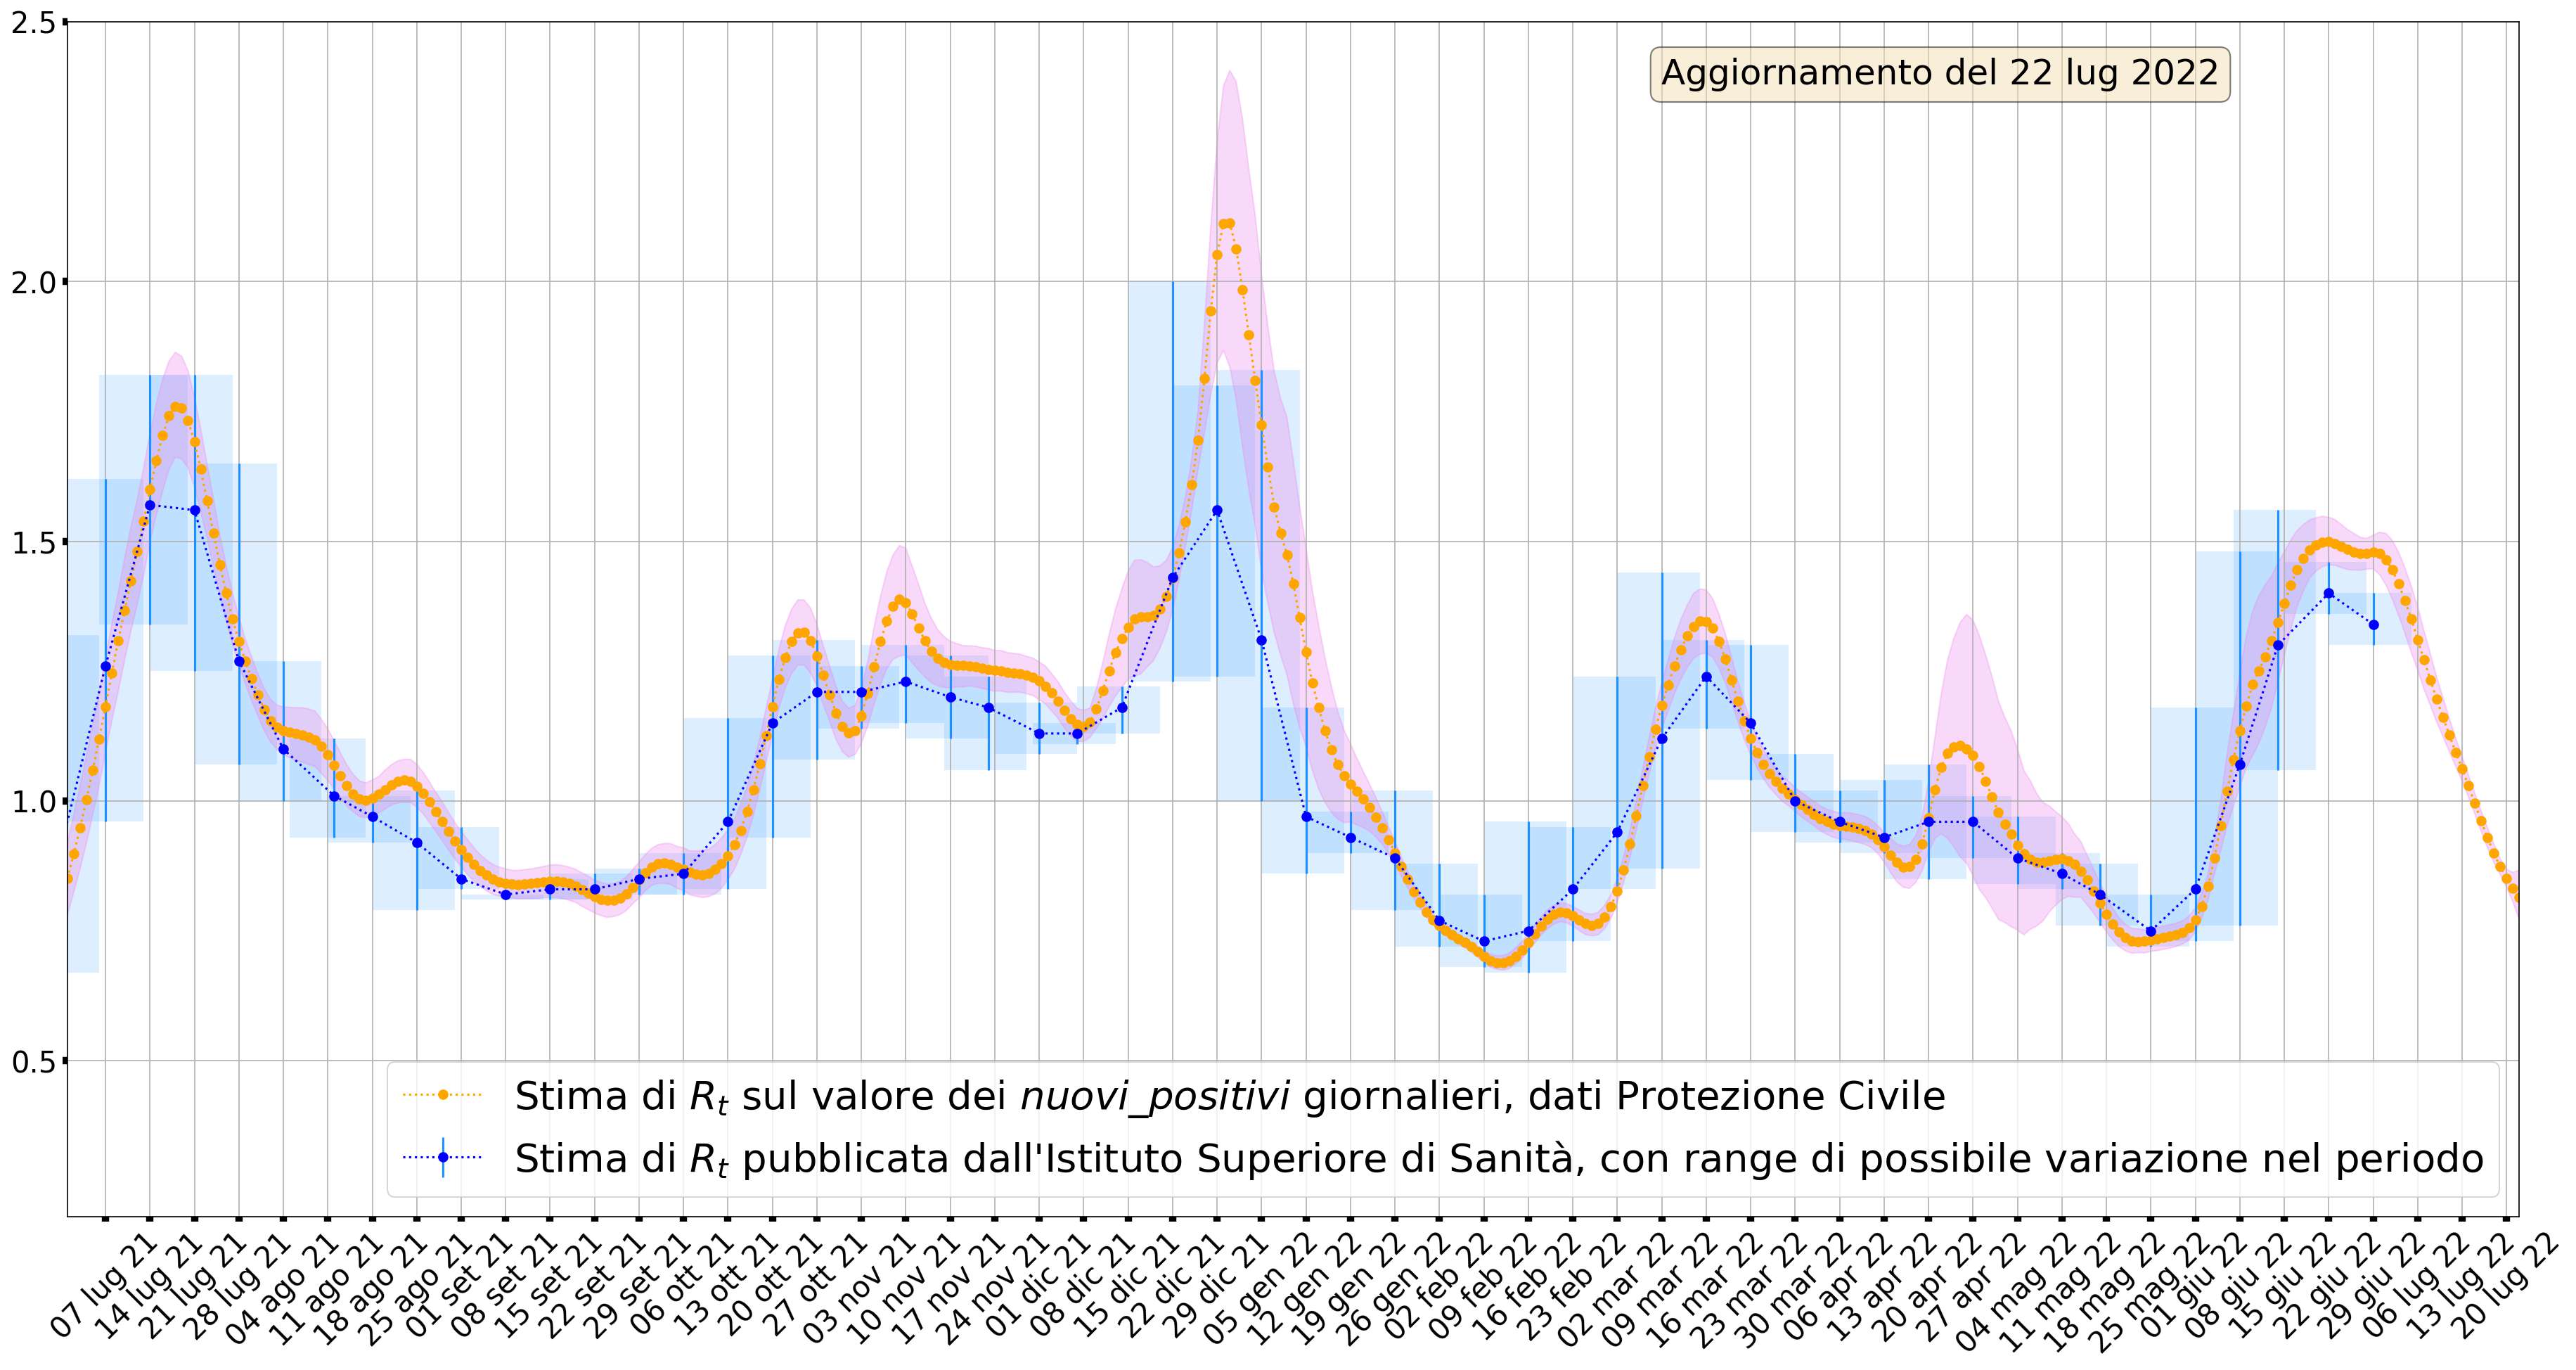 2.5
2.0
1.5
1.0
0.5
Aggiornamento del 22 lug 2022
Stima di Rt sul valore dei nuovi_positivi giornalieri, dati Protezione Civile
Stima di Rt pubblicata dall'Istituto Superiore di Sanità, con range di possibile variazione nel periodo
07 lug 21
14 lug 21
21 lug 21
28 lug 21
04 ago 21
11 ago 21
18 ago 21
25 ago 21
01 set 21
08 set 21
15 set 21
22 set 21
29 set 21
06 ott 21
13 ott 21
20 ott 21
27 ott 21
03 nov 21
10 nov 21
17 nov 21
24 nov 21
01 dic 21
08 dic 21
15 dic 21
22 dic 21
29 dic 21
05 gen 22
12 gen 22
19 gen 22
26 gen 22
02 feb 22
09 feb 22
16 feb 22
23 feb 22
02 mar 22
09 mar 22
16 mar 22
23 mar 22
30 mar 22
06 apr 22
13 apr 22
20 apr 22
27 apr 22
04 mag 22
11 mag 22
18 mag 22
25 mag 22
01 giu 22
08 giu 22
15 giu 22
22 giu 22
29 giu 22
06 lug 22
13 lug 22
20 lug 22